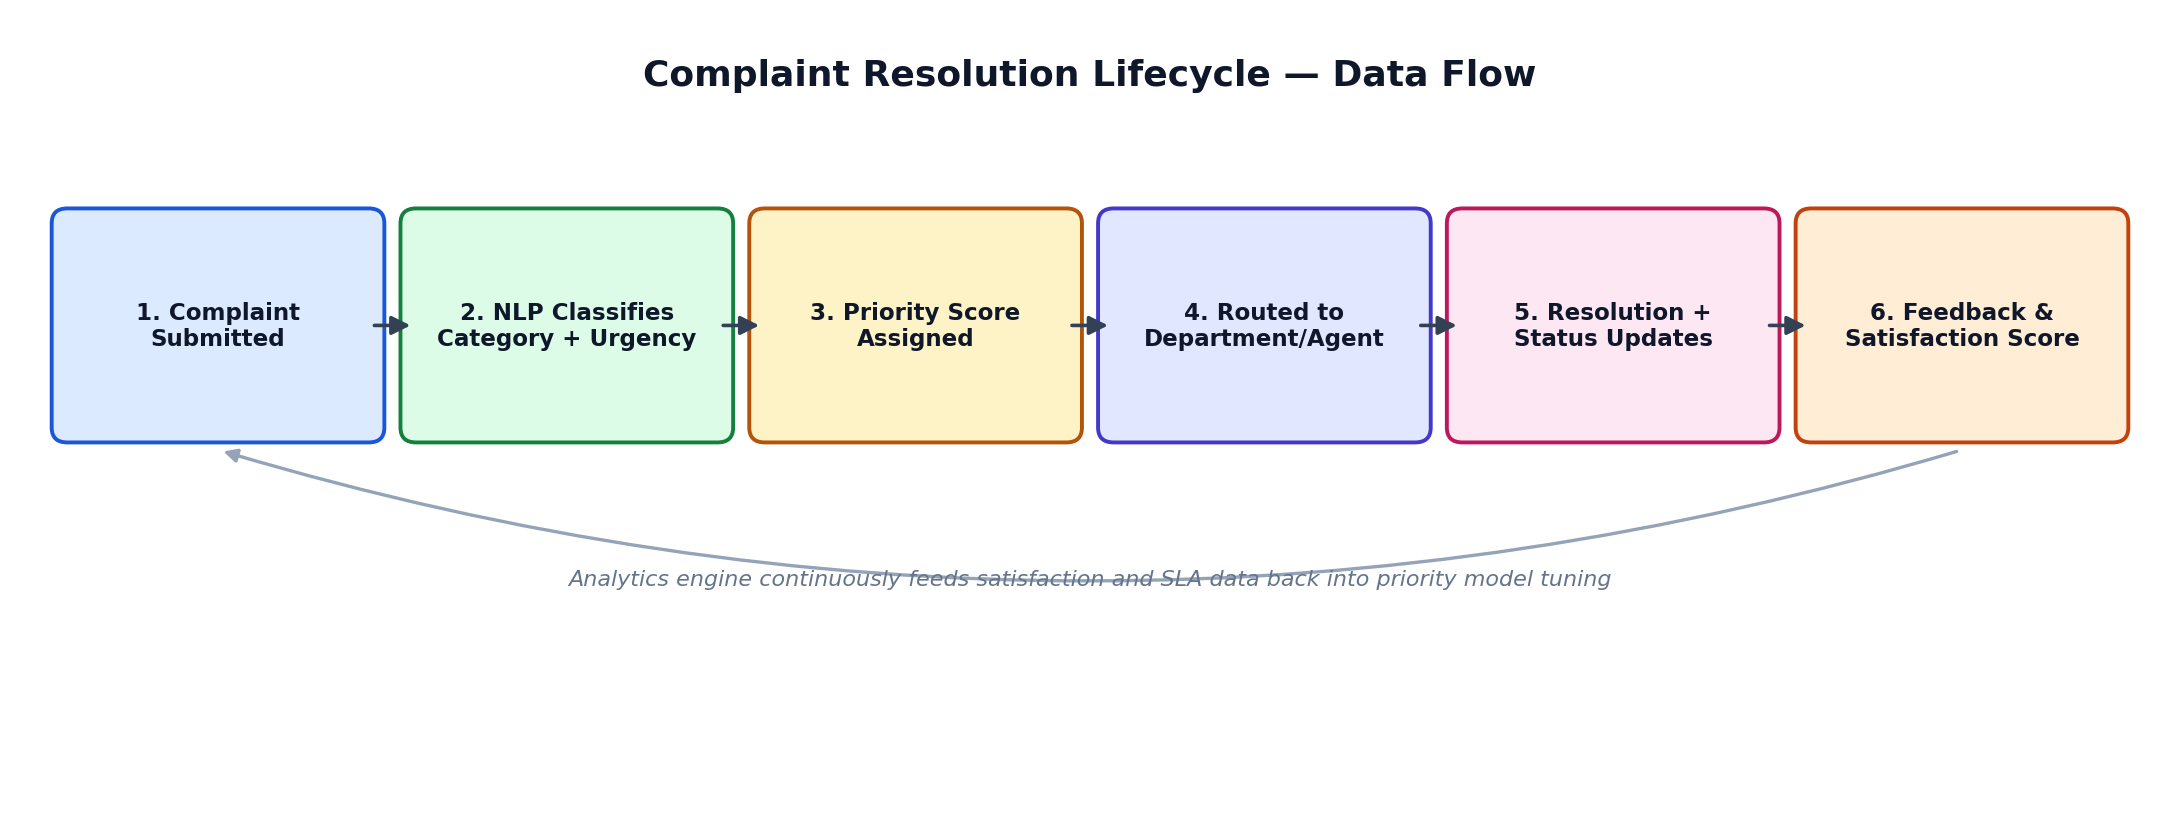 Complaint Resolution Lifecycle — Data Flow
1. Complaint
Submitted
2. NLP Classifies
Category + Urgency
3. Priority Score
Assigned
4. Routed to
Department/Agent
5. Resolution +
Status Updates
6. Feedback &
Satisfaction Score
Analytics engine continuously feeds satisfaction and SLA data back into priority model tuning